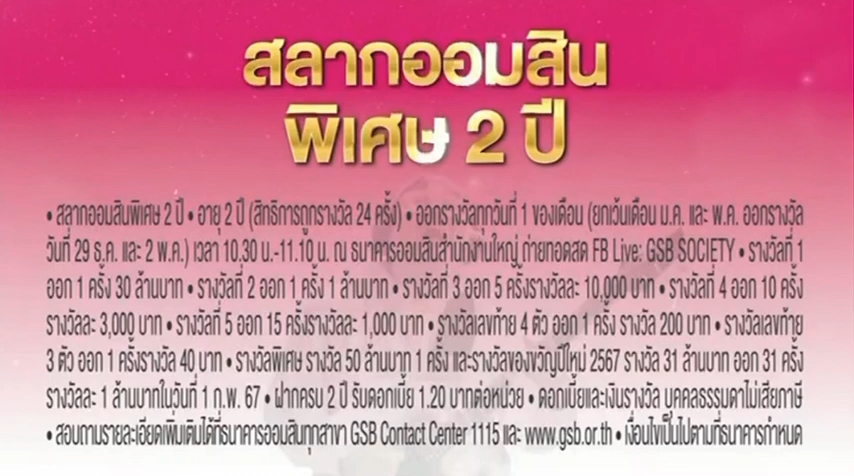 สลากออมสิน
พิเศษ 2 ปี
• สลากออมสินพิเศษ 2 ปี • อายุ 2 ปี (สิทธิการถูกรางวัล 24 ครั้ง) • ออกรางวัลทุกวันที่ 1 ของเดือน (ยกเว้นเดือน ม.ค. และ พ.ค. ออกรางวัล
วันที่ 29 ธ.ค. และ 2 พ.ค.) เวลา 10.30 น.-11.10 น. ณ ธนาคารออมสินสำนักงานใหญ่ ถ่ายทอดสด FB Live: GSB SOCIETY • รางวัลที่ 1
ออก 1 ครั้ง 30 ล้านบาท • รางวัลที่ 2 ออก 1 ครั้ง 1 ล้านบาท • รางวัลที่ 3 ออก 5 ครั้งรางวัลละ 10,000 บาท • รางวัลที่ 4 ออก 10 ครั้ง
รางวัลละ 3,000 บาท • รางวัลที่ 5 ออก 15 ครั้งรางวัลละ 1,000 บาท • รางวัลเลขท้าย 4 ตัว ออก 1 ครั้ง รางวัล 200 บาท • รางวัลเลขท้าย
3 ตัว ออก 1 ครั้งรางวัล 40 บาท • รางวัลพิเศษ รางวัล 50 ล้านบาท 1 ครั้ง และรางวัลของขวัญปีใหม่ 2567 รางวัล 31 ล้านบาท ออก 31 ครั้ง
รางวัลละ 1 ล้านบาทในวันที่ 1 ก.พ. 67 • ฝากครบ 2 ปี รับดอกเบี้ย 1.20 บาทต่อหน่วย • ดอกเบี้ยและเงินรางวัล บุคคลธรรมดาไม่เสียภาษี
• สอบถามรายละเอียดเพิ่มเติมได้ที่ธนาคารออมสินทุกสาขา GSB Contact Center 1115 และ www.gsb.or.th • เงื่อนไขเป็นไปตามที่ธนาคารกำหนด